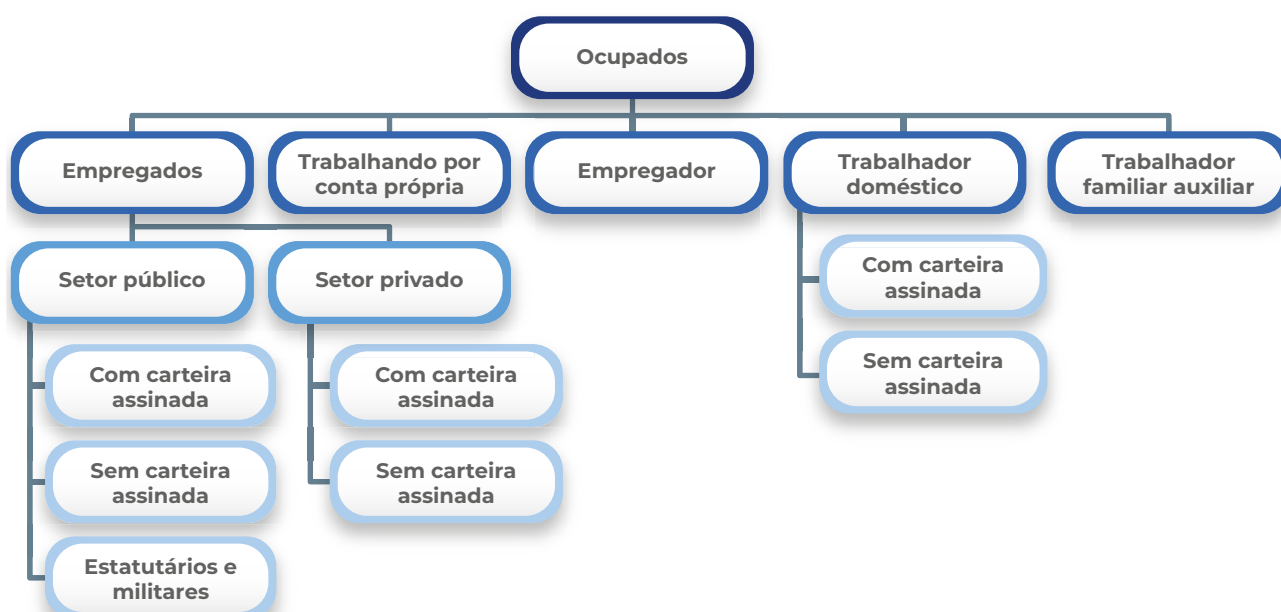 Ocupados
Empregados
Trabalhando por
conta própria
Empregador
Trabalhador
doméstico
Trabalhador
familiar auxiliar
Setor público
Setor privado
Com carteira
assinada
Sem carteira
assinada
Estatutários e
militares
Com carteira
assinada
Sem carteira
assinada
Com carteira
assinada
Sem carteira
assinada